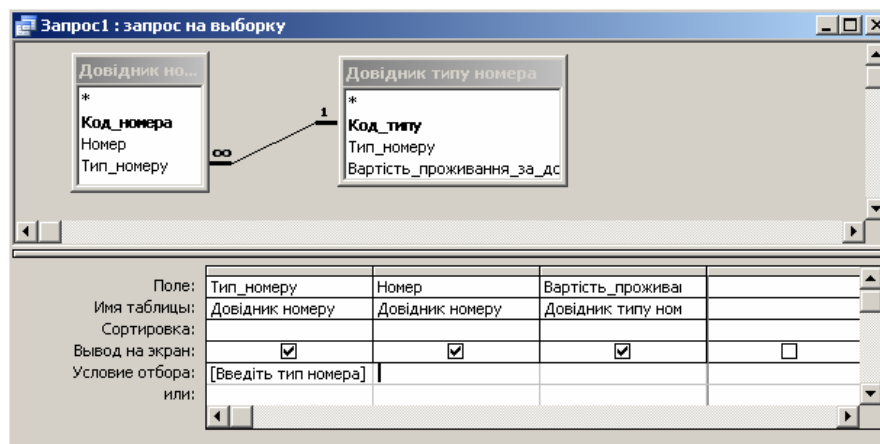 Запрос1 : запрос на выборку
Довідник но...
*
Код_номера
Номер
Тип_номеру
∞
1
Довідник типу номера
*
Код_типу
Тип_номеру
Вартість_проживання_за_дс
Поле: Тип_номеру Номер Вартість_проживаı
Имя таблицы: Довідник номеру Довідник номеру Довідник типу ном
Сортировка:
Вывод на экран:
Условие отбора: [Введіть тип номера]
или: